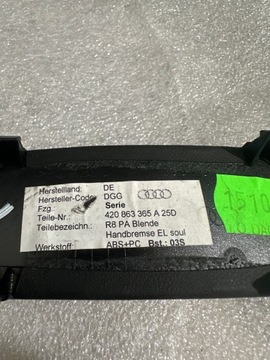 Herstellland: DE
Hersteller-Code: DGG
Fzg. Serie
Teile-Nr.: 420 863 365 A 25D
Teilebezeichn.: R8 PA Blende
Handbremse EL soul
Werkstoff: ABS+PC Bst.: 03S
1510